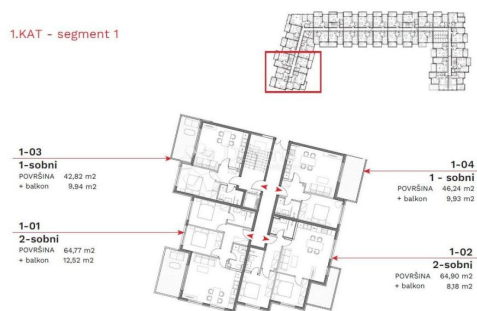 1.KAT - segment 1
1-03
1-sobni
POVRŠINA 42,82 m2
+ balkon 9,94 m2
1-01
2-sobni
POVRŠINA 64,77 m2
+ balkon 12,52 m2
1-04
1 - sobni
POVRŠINA 46,24 m2
+ balkon 9,93 m2
1-02
2-sobni
POVRŠINA 64,90 m2
+ balkon 8,18 m2